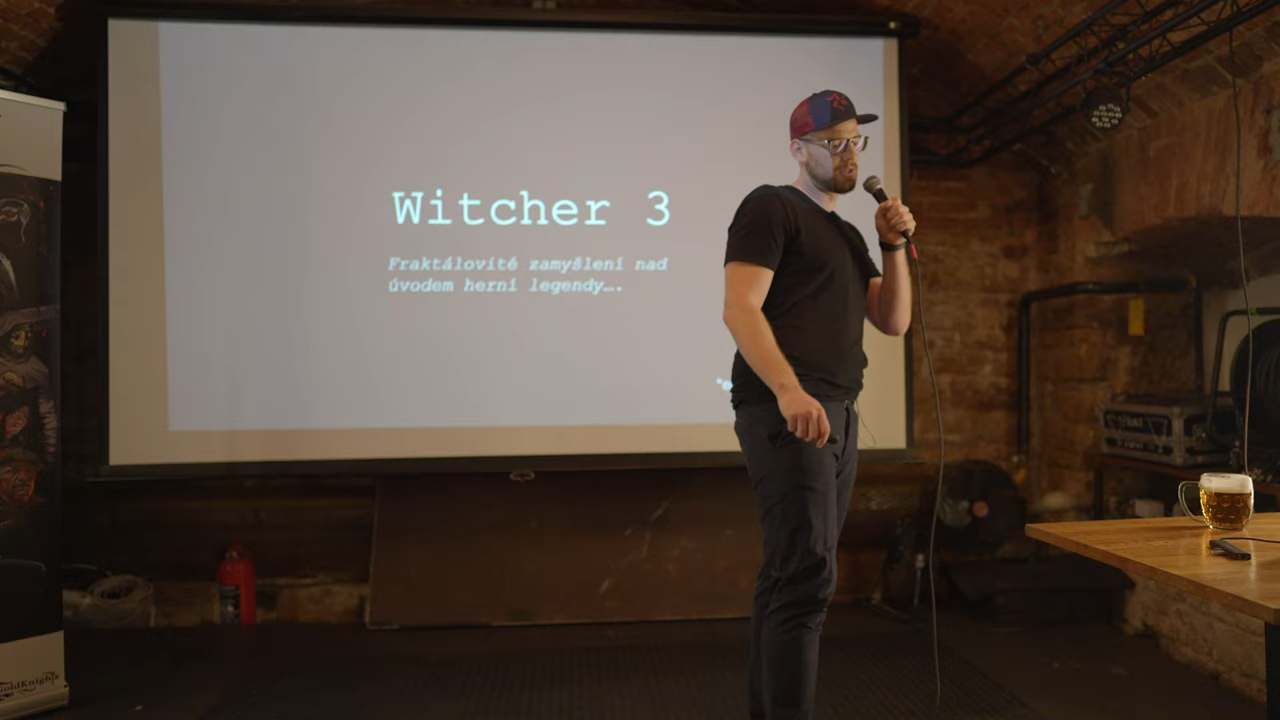 Witcher 3
Fraktálovité zamyšlení nad
úvodem herní legendy….